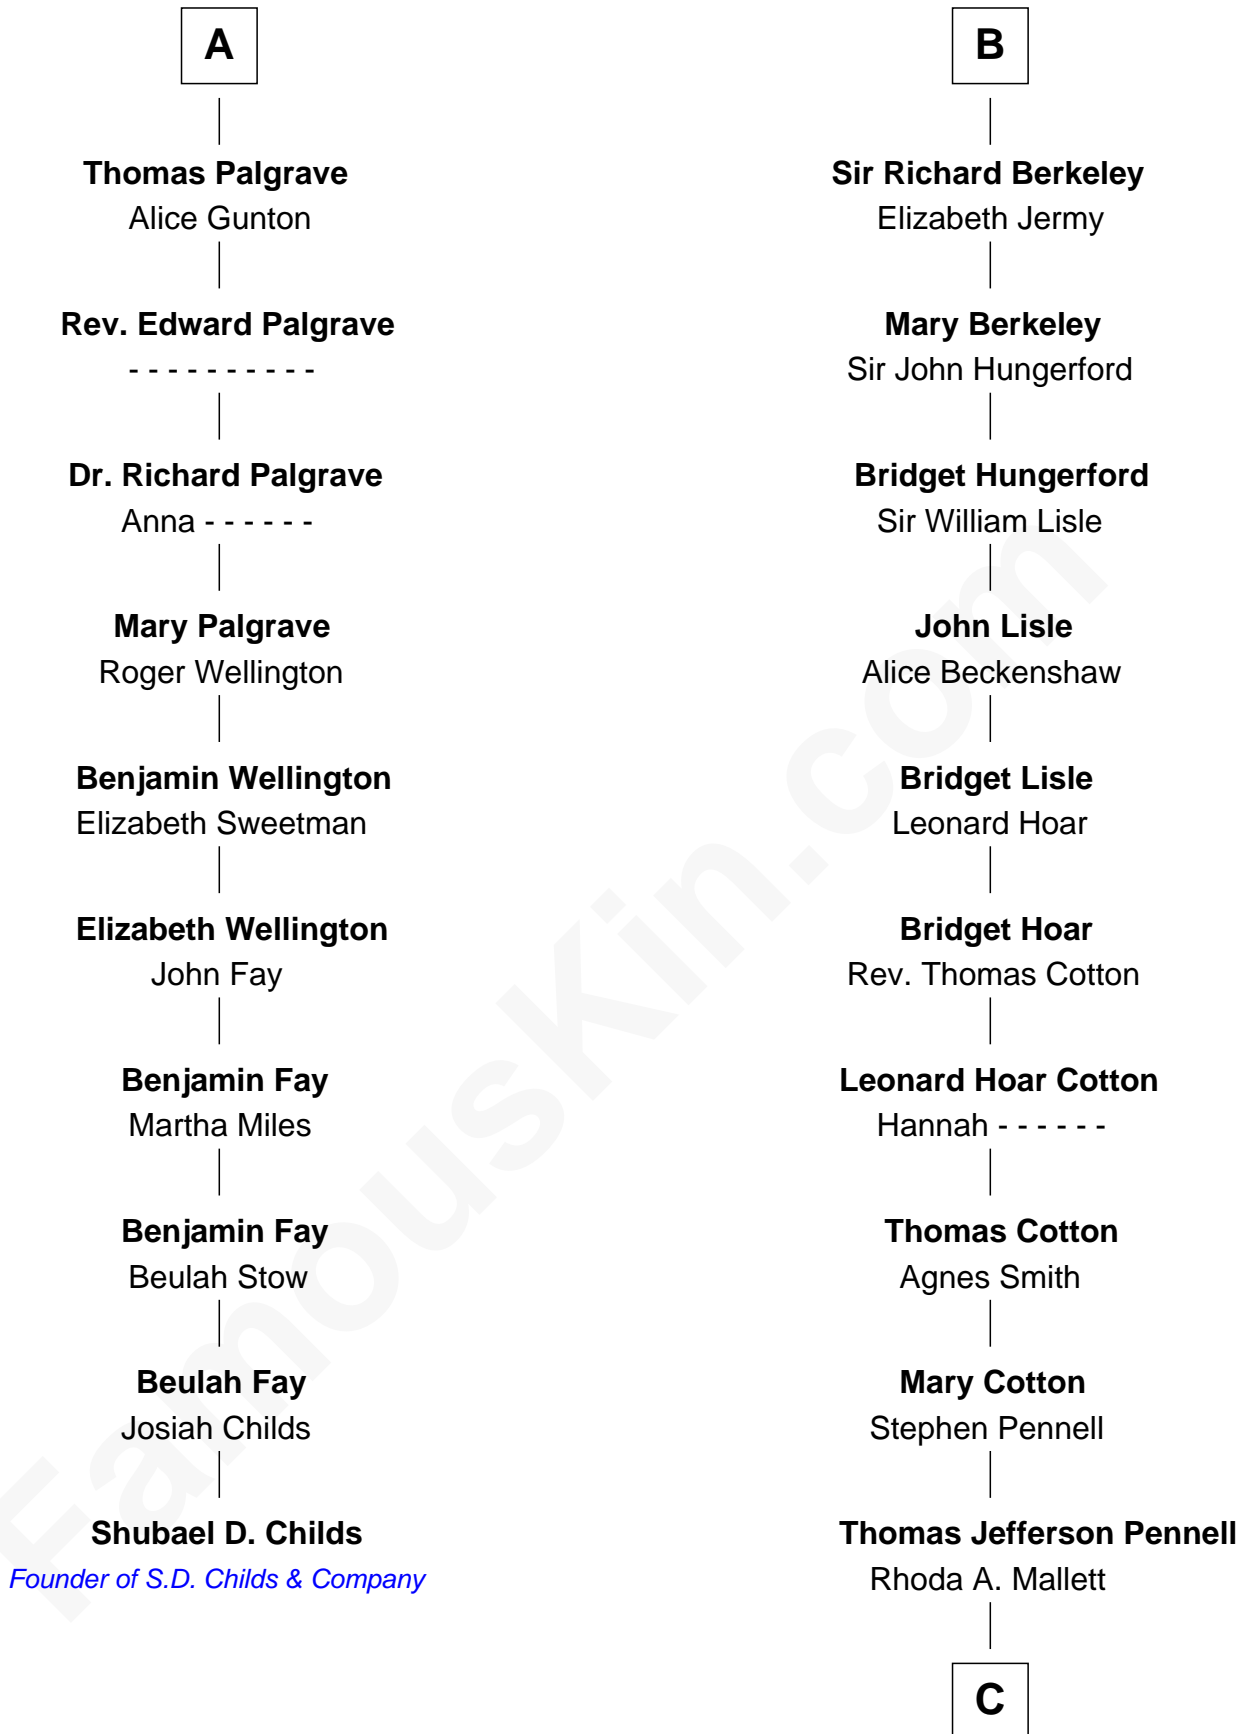 A
Thomas Palgrave
Alice Gunton
Rev. Edward Palgrave
- - - - - - - - - -
Dr. Richard Palgrave
Anna - - - - - -
Mary Palgrave
Roger Wellington
Benjamin Wellington
Elizabeth Sweetman
Elizabeth Wellington
John Fay
Benjamin Fay
Martha Miles
Benjamin Fay
Beulah Stow
Beulah Fay
Josiah Childs
Shubael D. Childs
Founder of S.D. Childs & Company
B
Sir Richard Berkeley
Elizabeth Jermy
Mary Berkeley
Sir John Hungerford
Bridget Hungerford
Sir William Lisle
John Lisle
Alice Beckenshaw
Bridget Lisle
Leonard Hoar
Bridget Hoar
Rev. Thomas Cotton
Leonard Hoar Cotton
Hannah - - - - - -
Thomas Cotton
Agnes Smith
Mary Cotton
Stephen Pennell
Thomas Jefferson Pennell
Rhoda A. Mallett
C
FamousKin.com